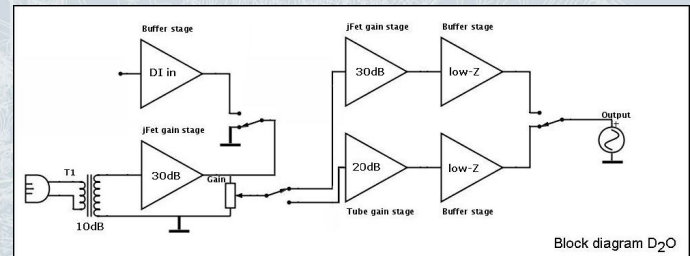 Buffer stage
DI in
jFet gain stage
30dB
T1
10dB
Gain
jFet gain stage
30dB
Buffer stage
low-Z
20dB
Tube gain stage
low-Z
Buffer stage
Output
+
Block diagram D₂O